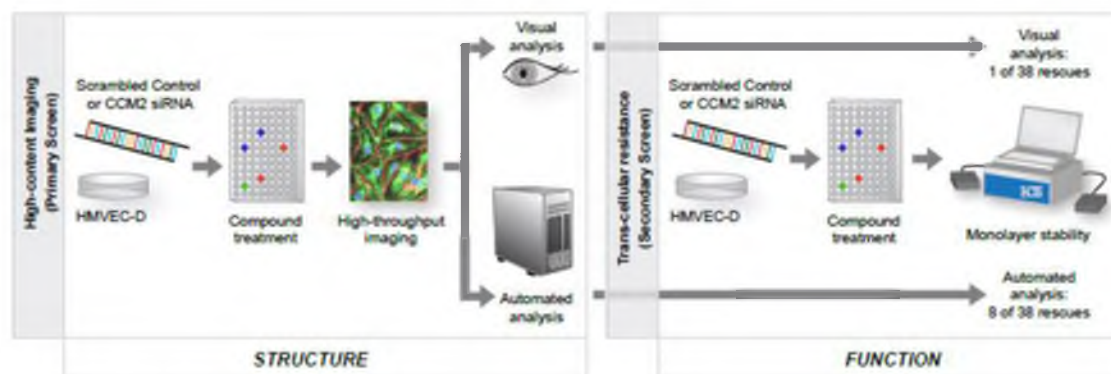 High-content Imaging
(Primary Screen)
Scrambled Control
or CCM2 siRNA
HMVEC-D
Compound
treatment
High-throughput
imaging
Visual
analysis
Automated
analysis
STRUCTURE
Trans-cellular resistance
(Secondary Screen)
Scrambled Control
or CCM2 siRNA
HMVEC-D
Compound
treatment
Visual
analysis:
1 of 38 rescues
Monolayer stability
Automated
analysis:
8 of 38 rescues
FUNCTION